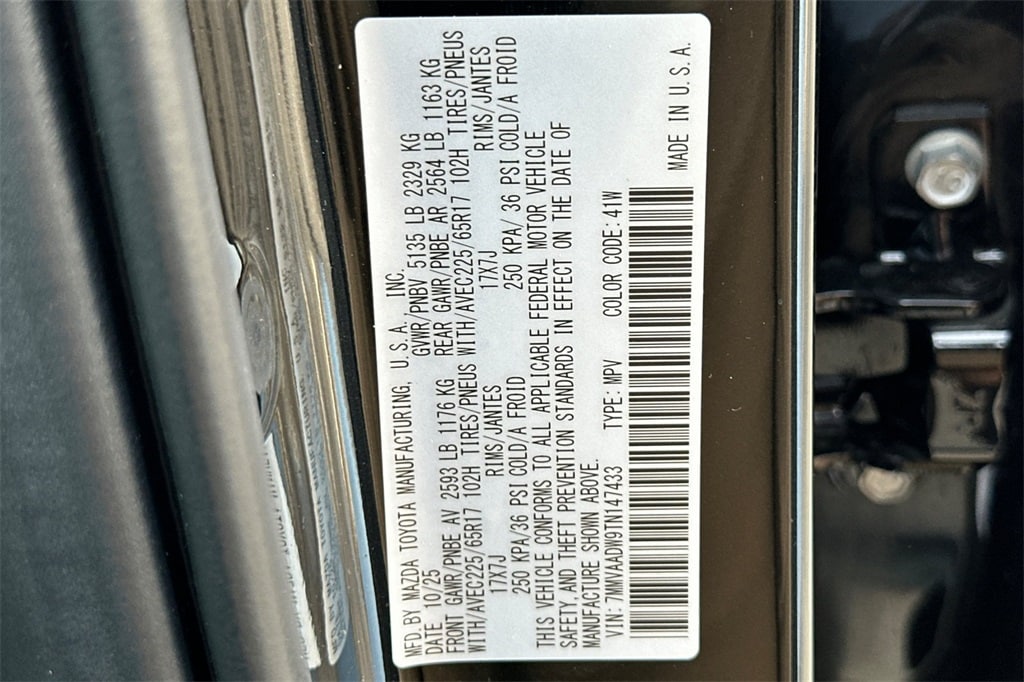 MFD. BY MAZDA TOYOTA MANUFACTURING, U.S.A. INC.
DATE 10/25 GVWR/PNBV 5135 LB 2329 KG
FRONT GAWR/PNBE AV 2593 LB 1176 KG REAR GAWR/PNBE AR 2564 LB 1163 KG
WITH/AVEC225/65R17 102H TIRES/PNEUS WITH/AVEC225/65R17 102H TIRES/PNEUS
17X7J RIMS/JANTES 17X7J RIMS/JANTES
250 KPA/36 PSI COLD/A FROID 250 KPA/ 36 PSI COLD/A FROID
THIS VEHICLE CONFORMS TO ALL APPLICABLE FEDERAL MOTOR VEHICLE
SAFETY,AND THEFT PREVENTION STANDARDS IN EFFECT ON THE DATE OF
MANUFACTURE SHOWN ABOVE.
VIN: 7MMVAADW9TN147433 TYPE: MPV COLOR CODE: 41W
MADE IN U.S.A.